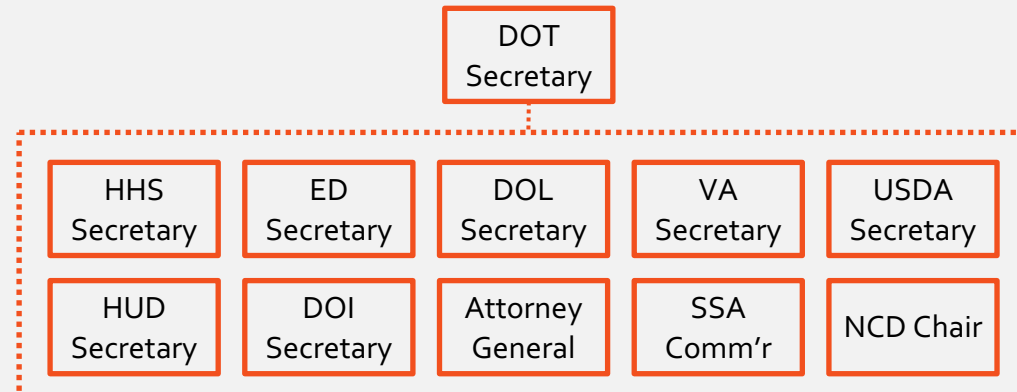 DOT
Secretary
HHS
Secretary
ED
Secretary
DOL
Secretary
VA
Secretary
USDA
Secretary
HUD
Secretary
DOI
Secretary
Attorney
General
SSA
Comm’r
NCD Chair